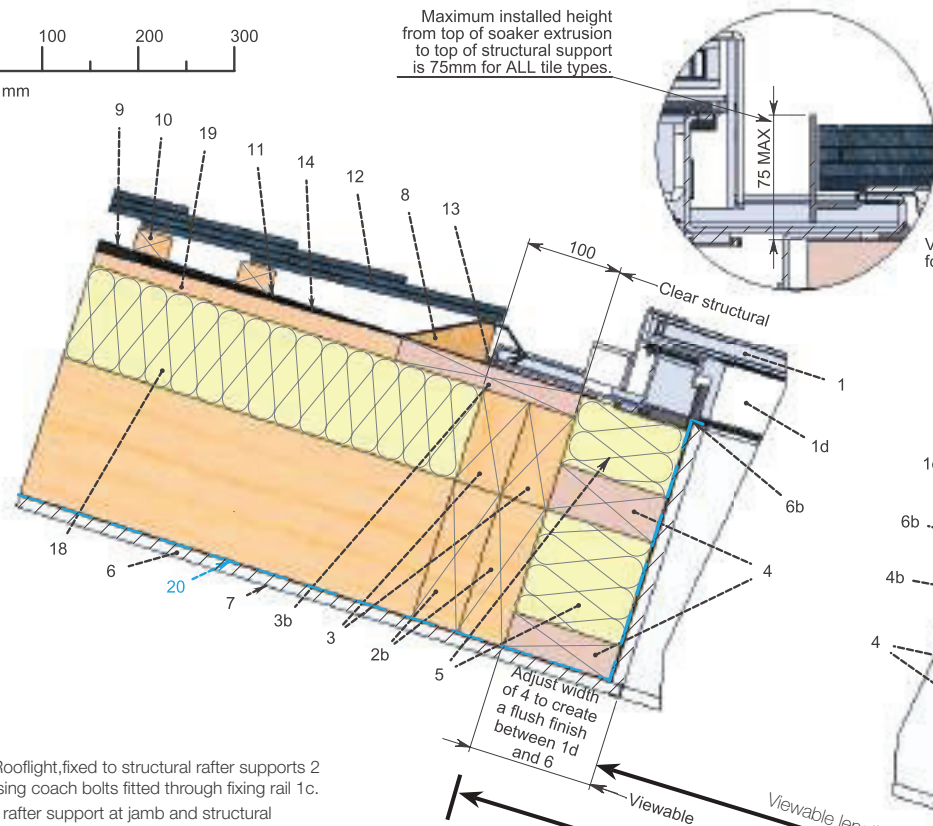 100 200 300
mm
Maximum installed height
from top of soaker extrusion
to top of structural support
is 75mm for ALL tile types.
75 MAX
9
10
19
11
14
12
8
13
100
Clear structural
1
1d
6b
6b
4b
4
4
18
6
20
7
3b
3
2b
5
Adjust width
of 4 to create
a flush finish
between 1d
and 6
Viewable
Viewable
Rooflight,fixed to structural rafter supports 2
using coach bolts fitted through fixing rail 1c.
rafter support at jamb and structural